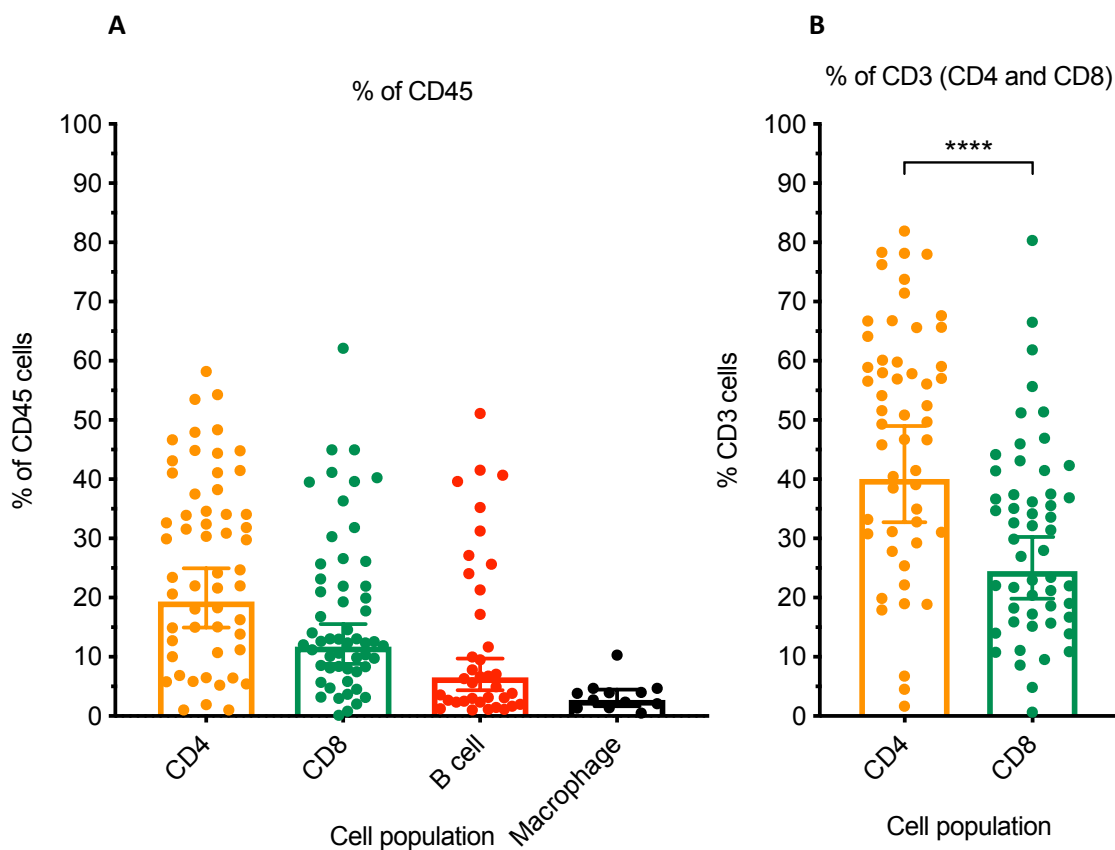 A
% of CD45
% of CD45 cells
100
90
80
70
60
50
40
30
20
10
0
CD4
CD8
B cell
Macrophage
Cell population
B
% of CD3 (CD4 and CD8)
% CD3 cells
100
90
80
70
60
50
40
30
20
10
0
****
CD4
CD8
Cell population